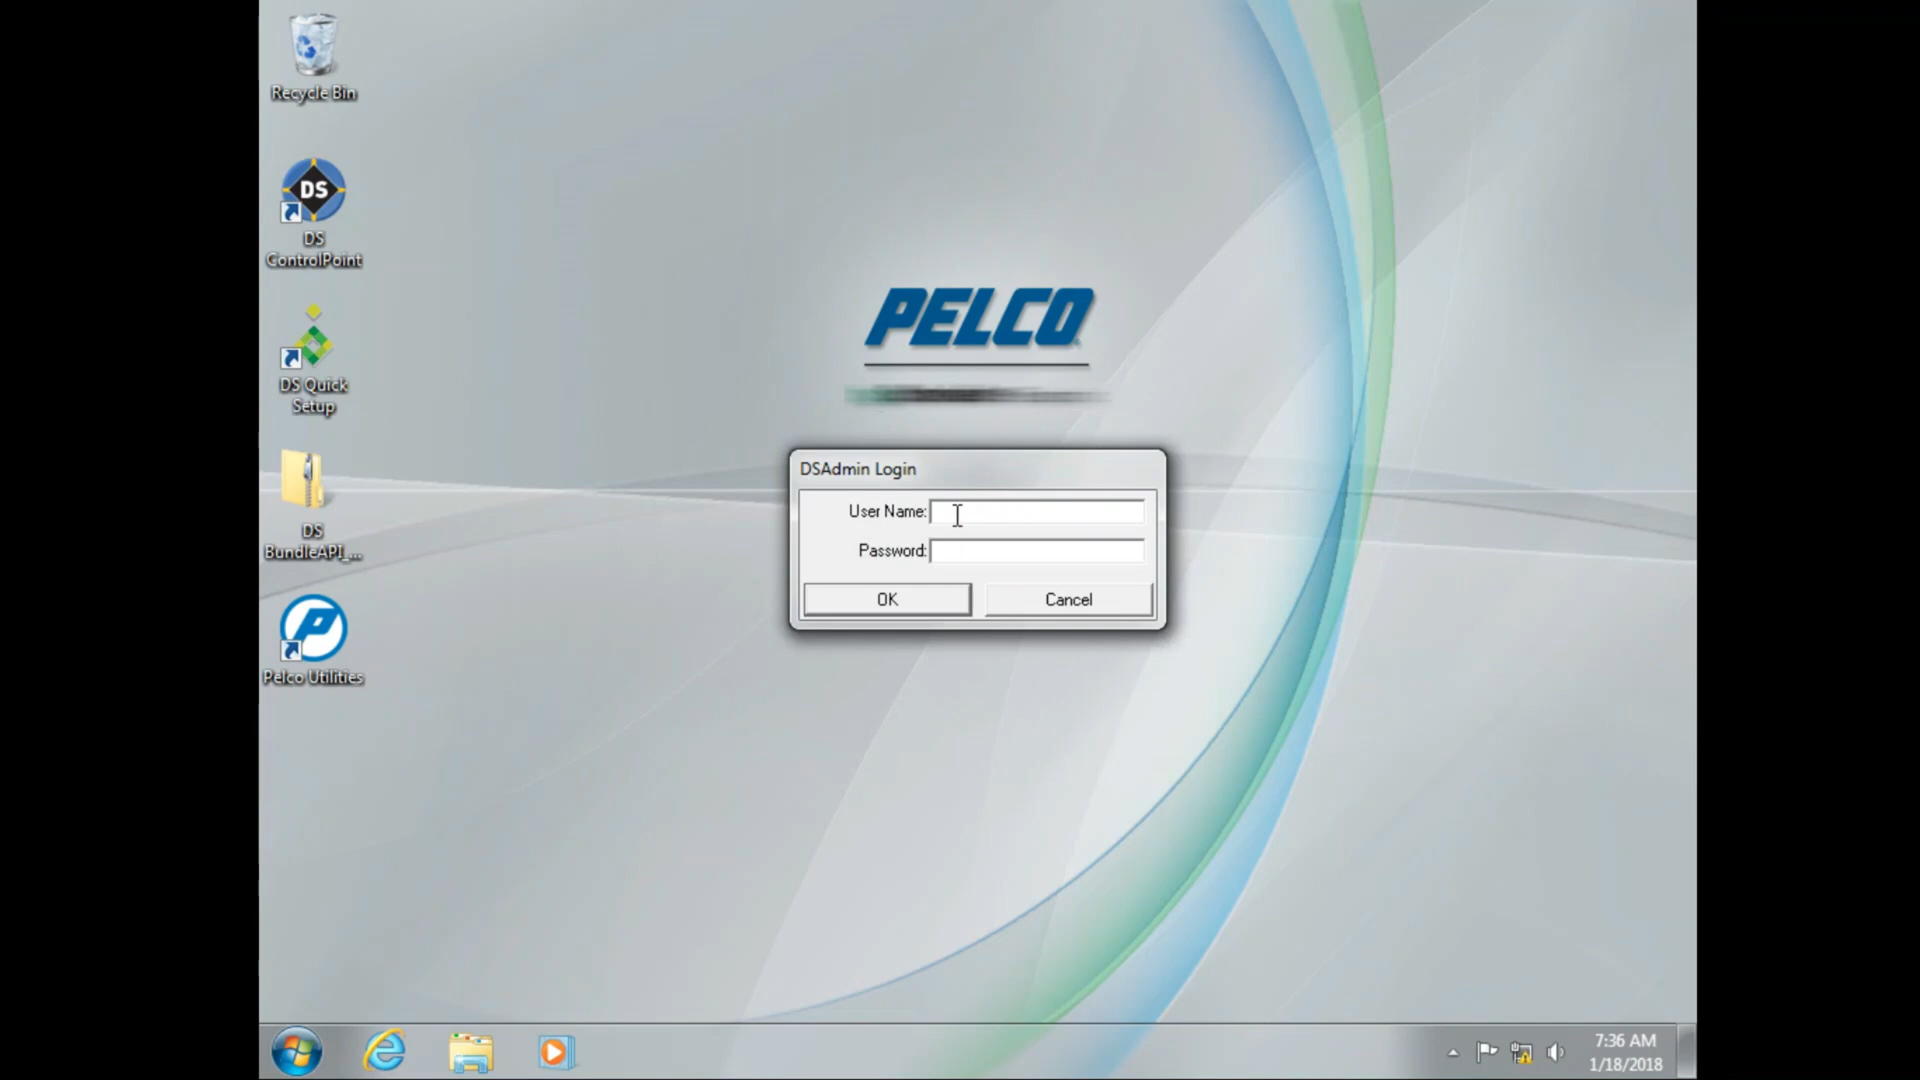 Recycle Bin
DS
DS
ControlPoint
DS Quick
Setup
DS
BundleAPI_...
P
Pelco Utilities
PELCO
DSAdmin Login
User Name:
Password:
OK
Cancel
7:36 AM
1/18/2018